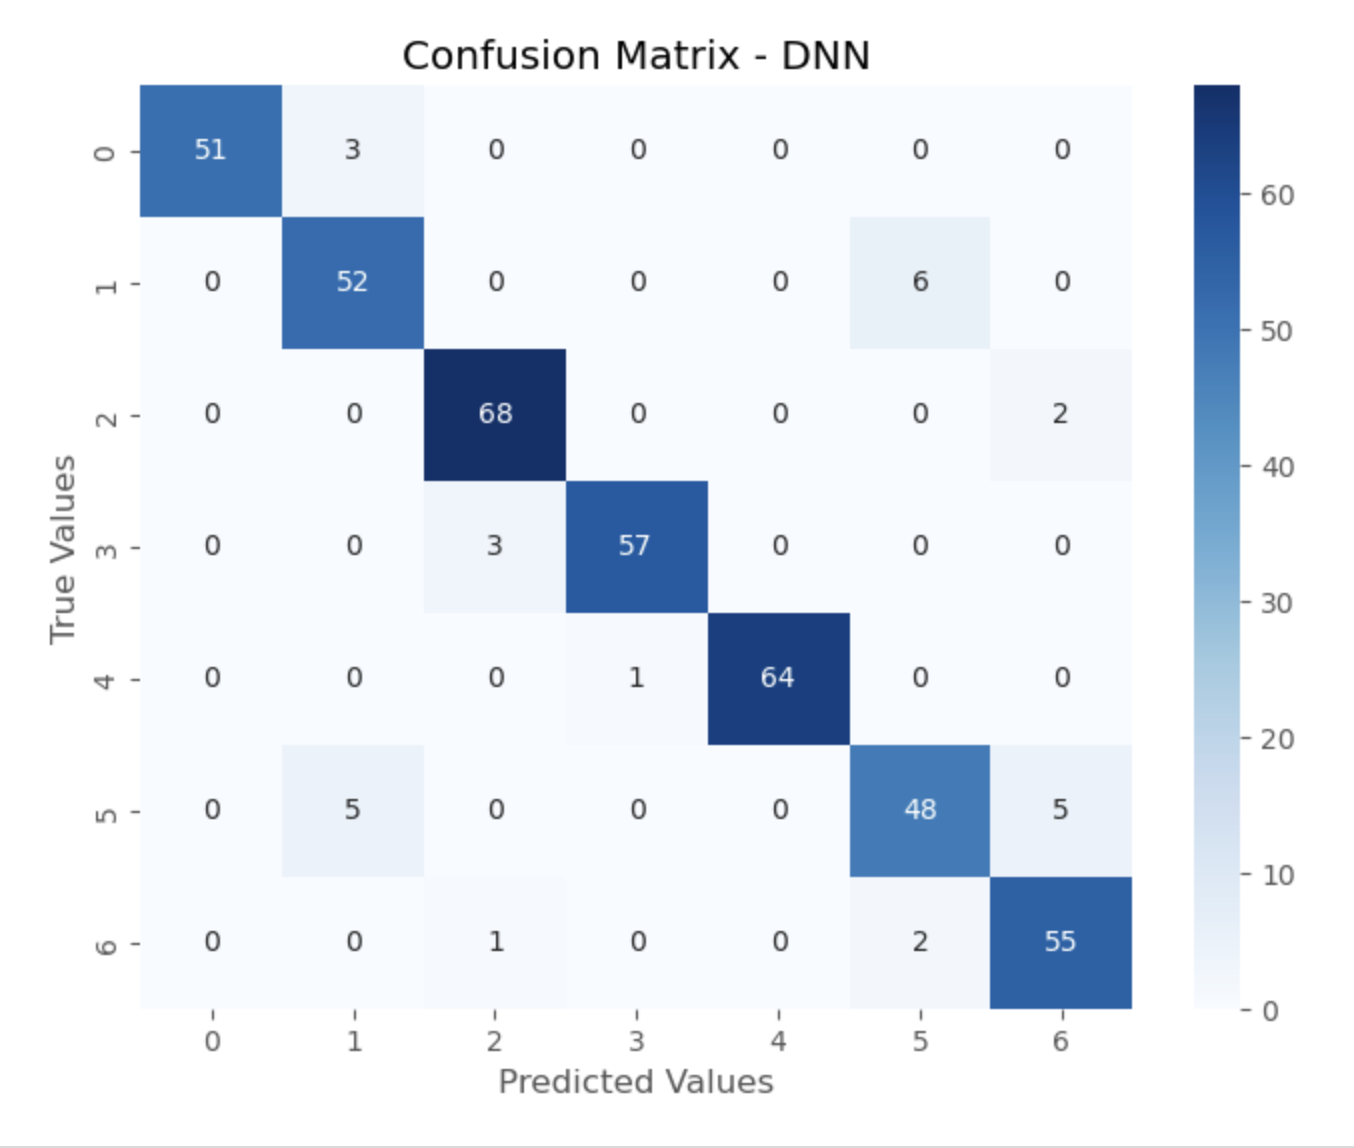 Confusion Matrix - DNN
0 51 3 0 0 0 0 0
1 0 52 0 0 0 6 0
2 0 0 68 0 0 0 2
3 0 0 3 57 0 0 0
4 0 0 0 1 64 0 0
5 0 5 0 0 0 48 5
6 0 0 1 0 0 2 55
0 1 2 3 4 5 6
True Values
Predicted Values
60
50
40
30
20
10
0